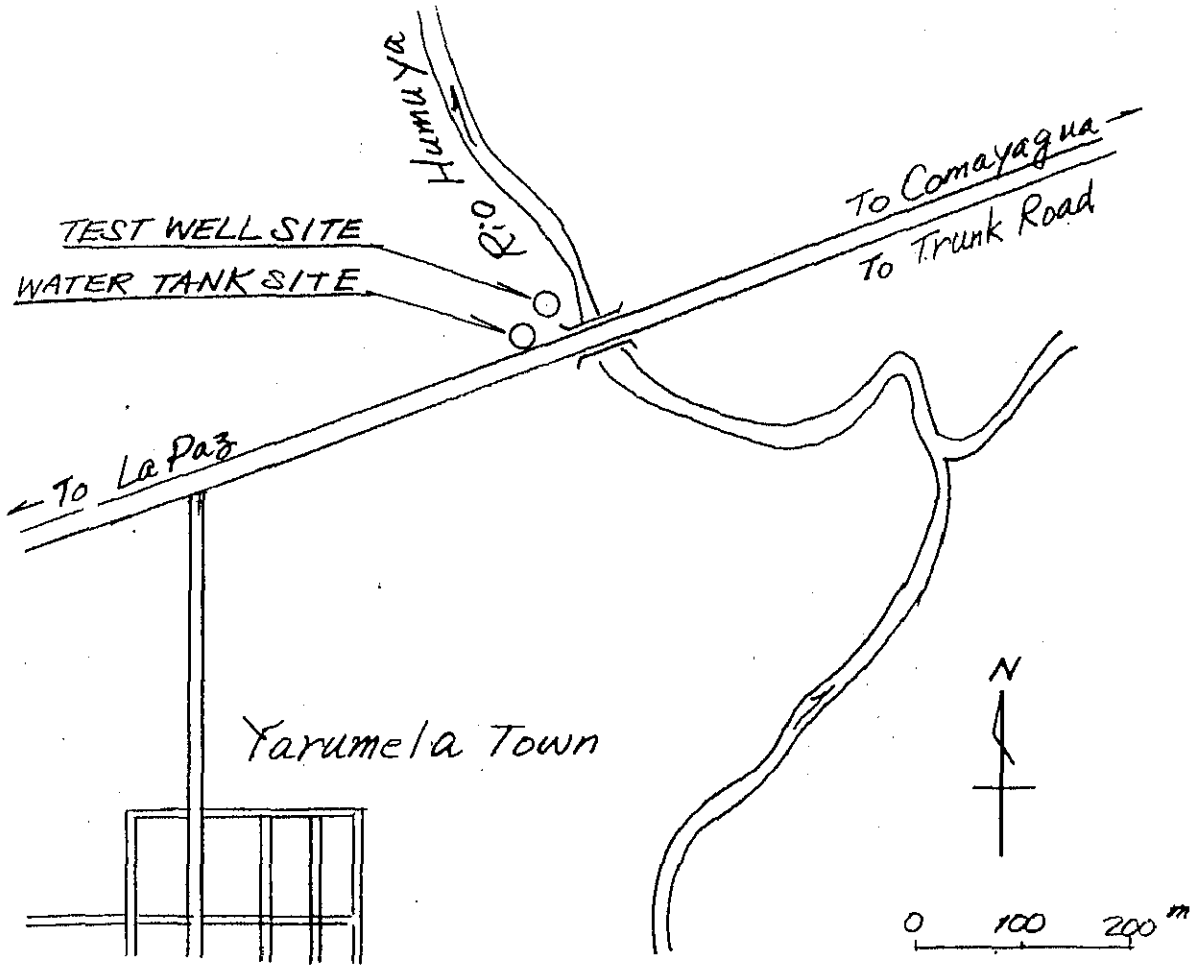 Rio Humuya
TEST WELL SITE
WATER TANK SITE
To Comayagua
To Trunk Road
To La Paz
Yarumela Town
N
0 100 200 m